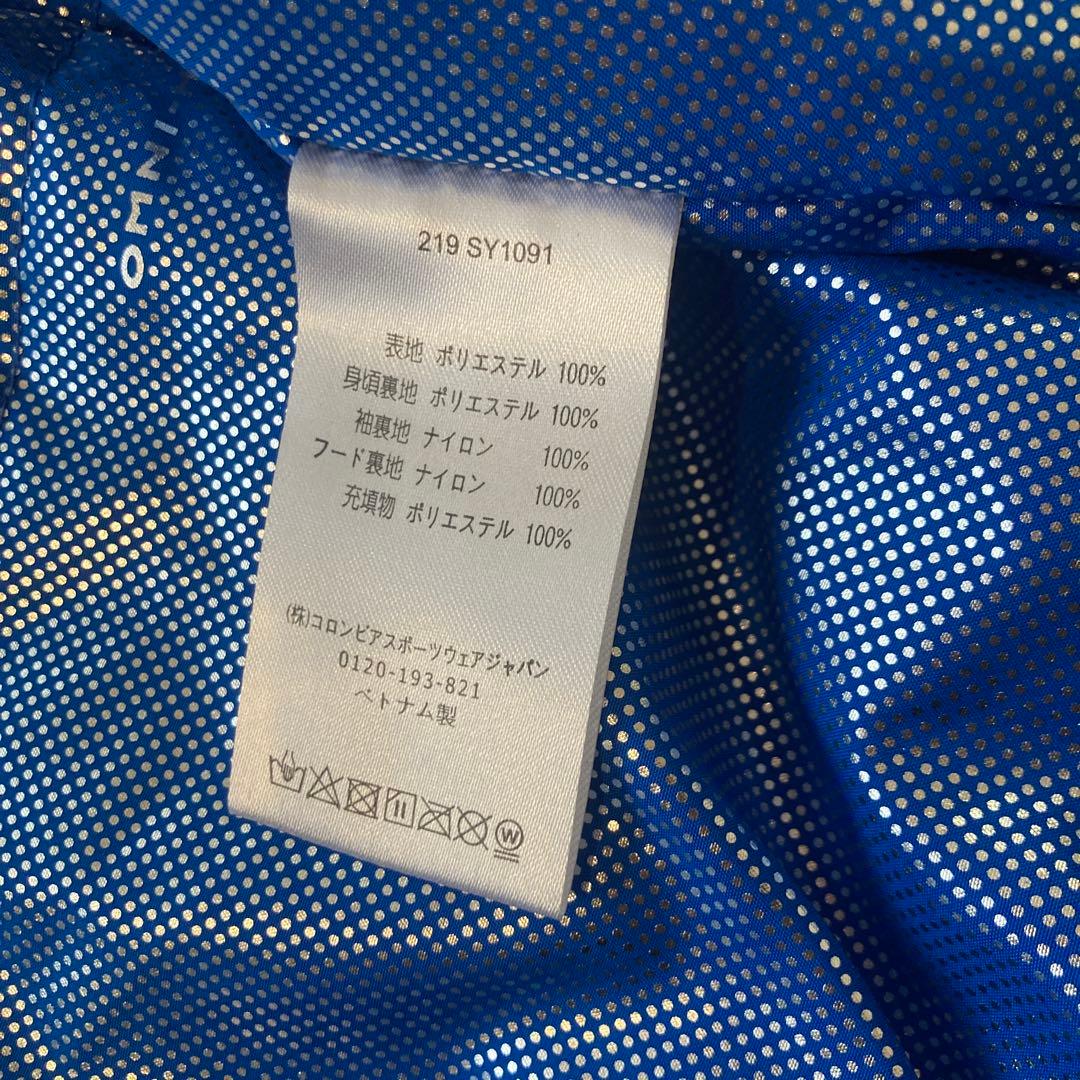 OMNI
219 SY1091
表地 ポリエステル 100%
身頃裏地 ポリエステル 100%
袖裏地 ナイロン 100%
フード裏地 ナイロン 100%
充填物 ポリエステル 100%
(株)コロンビアスポーツウェアジャパン
0120-193-821
ベトナム製
W